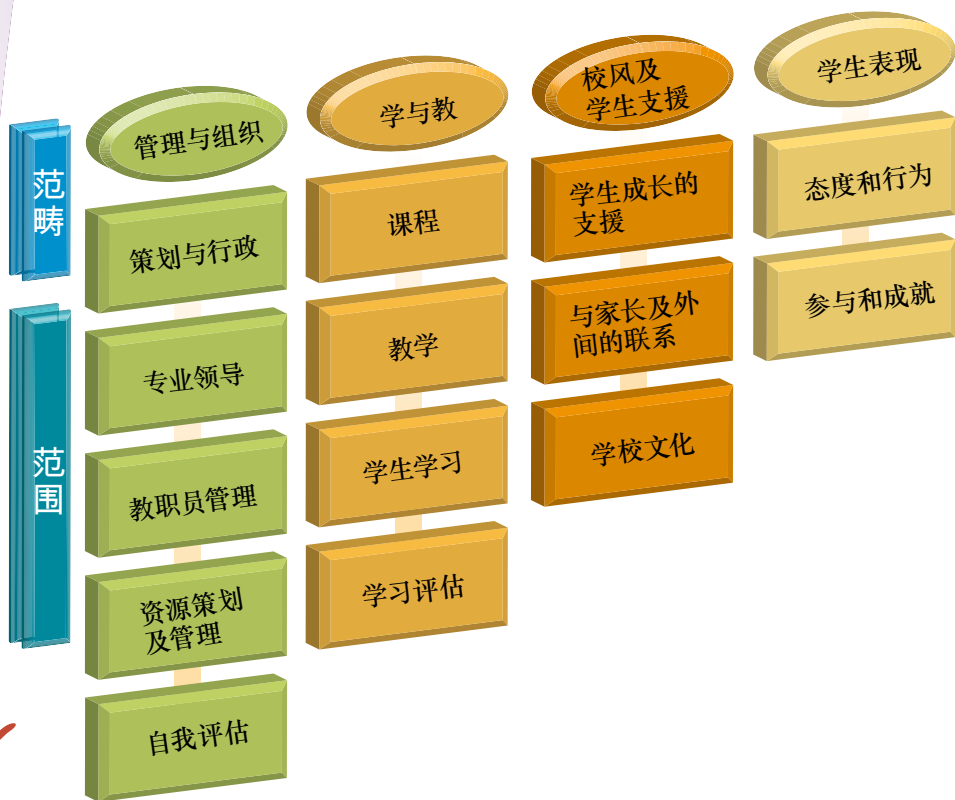 范畴
管理与组织
学与教
校风及
学生支援
学生表现
范围
策划与行政
专业领导
教职员管理
资源策划
及管理
自我评估
课程
教学
学生学习
学习评估
学生成长的
支援
与家长及外
间的联系
学校文化
态度和行为
参与和成就